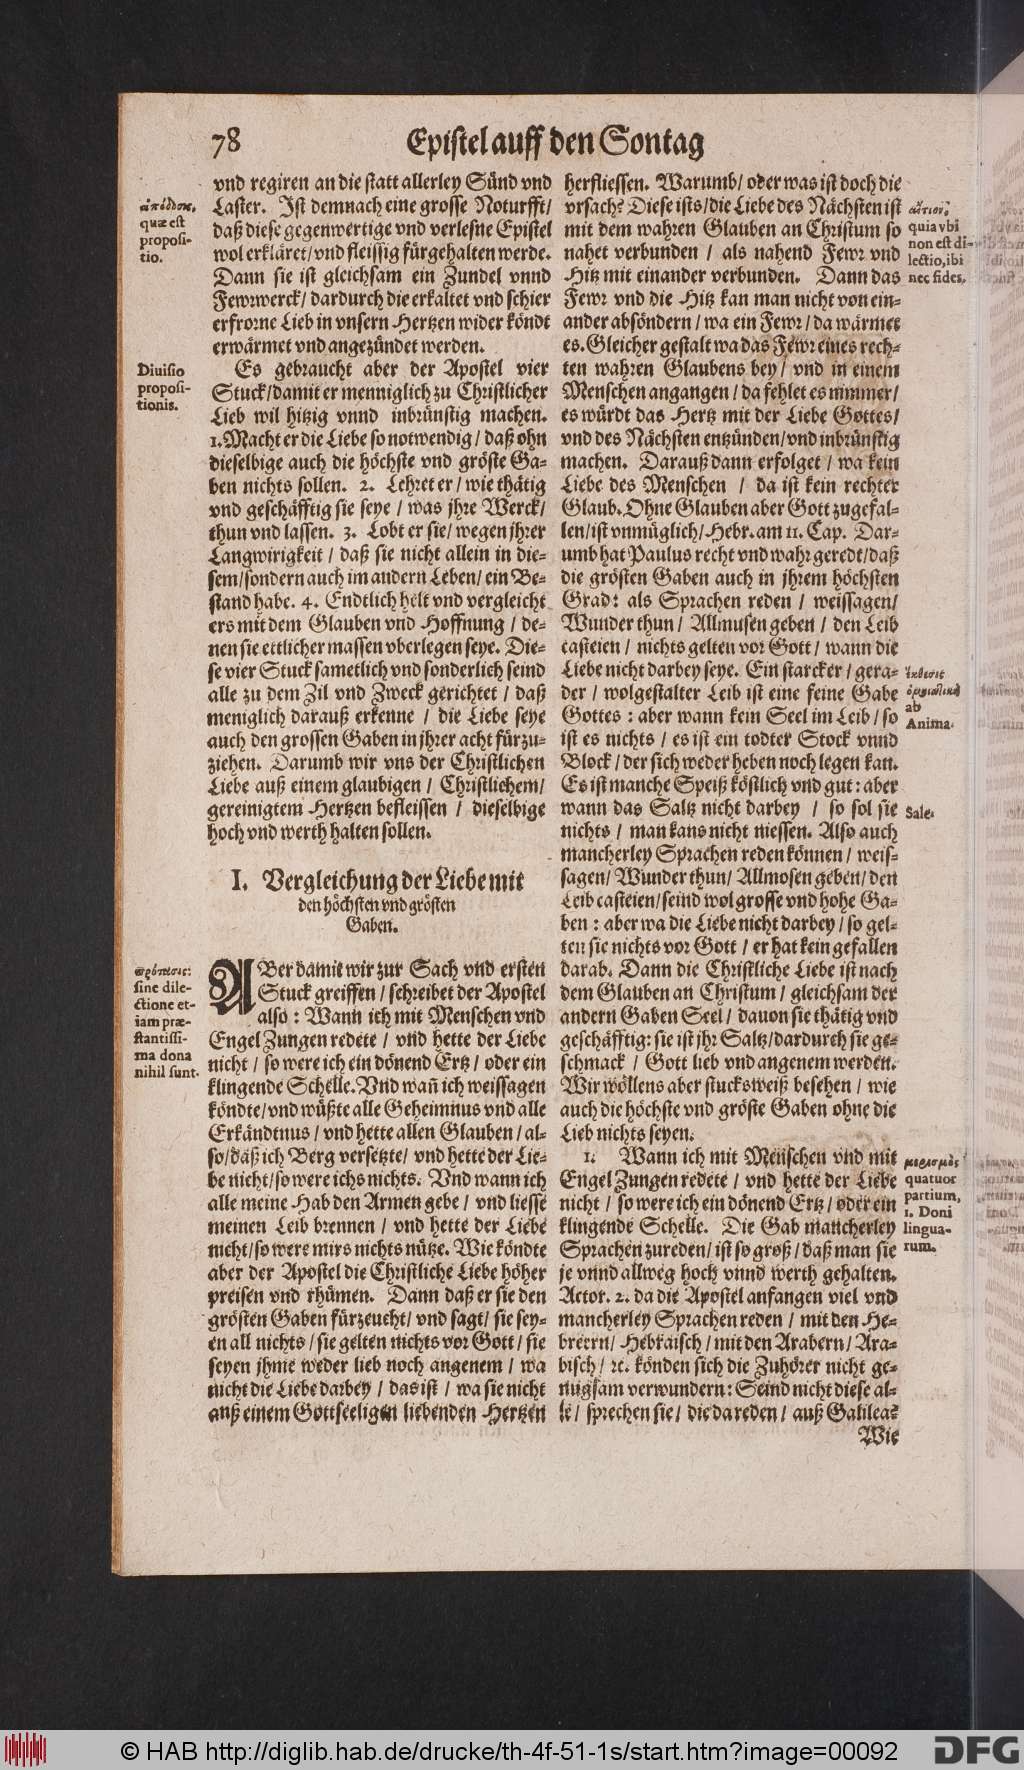 78
Epistel auff den Sontag
vnd regiren an die statt allerley Sünd vnd
Laster. Ist demnach eine grosse Noturfft/
daß diese gegenwertige vnd verlesne Epistel
wol erkläret/vnd fleissig fürgehalten werde.
Dann sie ist gleichsam ein Zundel vnnd
Fewrwerck/dardurch die erkaltet vnd schier
erfrorne Lieb in vnsern Hertzen wider köndt
erwärmet vnd angezündet werden.
quæ est
propositi-
tio.
Es gebraucht aber der Apostel vier
Stuck/damit er menniglich zu Christlicher
Lieb wil hitzig vnnd inbrünstig machen.
1. Macht er die Liebe so notwendig/daß ohn
dieselbige auch die höchste vnd gröste Ga-
ben nichts sollen. 2. Lehret er/wie thätig
vnd geschäfftig sie seye/was jhre Werck/
thun vnd lassen. 3. Lobt er sie/wegen jhrer
Langwirigkeit/daß sie nicht allein in die-
sem/sondern auch im andern Leben/ein Be-
stand habe. 4. Endtlich helt vnd vergleicht
ers mit dem Glauben vnd Hoffnung/de-
nen sie ettlicher massen vberlegen seye. Die-
se vier Stuck sametlich vnd sonderlich seind
alle zu dem Zil vnd Zweck gerichtet/daß
meniglich darauß erkenne/die Liebe seye
auch den grossen Gaben in jhrer acht fürzu-
ziehen. Darumb wir vns der Christlichen
Liebe auß einem glaubigen/Christlichem/
gereinigtem Hertzen befleissen/dieselbige
hoch vnd werth halten sollen.
Diuisio
propositi-
tionis.
I. Vergleichung der Liebe mit
den höchsten vnd grösten
Gaben.
ABer damit wir zur Sach vnd ersten
Stuck greiffen/schreibet der Apostel
also: Wann ich mit Menschen vnd
Engel Zungen redete/vnd hette der Liebe
nicht/so were ich ein dönend Ertz/oder ein
klingende Schelle. Vnd wañ ich weissagen
köndte/vnd wüßte alle Geheimnus vnd alle
Erkändtnus/vnd hette allen Glauben/al-
so/daß ich Berg versetzte/vnd hette der Lie-
be nicht/so were ichs nichts. Vnd wann ich
alle meine Hab den Armen gebe/vnd liesse
meinen Leib brennen/vnd hette der Liebe
nicht/so were mirs nichts nütze. Wie köndte
aber der Apostel die Christliche Liebe höher
preisen vnd rhümen. Dann daß er sie den
grösten Gaben fürzeucht/vnd sagt/sie sey-
en all nichts/sie gelten nichts vor Gott/sie
seyen jhme weder lieb noch angenem/wa
nicht die Liebe darbey/das ist/wa sie nicht
auß einem Gottseeligen liebenden Hertzen
πρότασις:
sine dile-
ctione et-
iam præ-
stantissi-
ma dona
nihil sunt.
herfliessen. Warumb/oder was ist doch die
vrsach? Diese ists/die Liebe des Nächsten ist
mit dem wahren Glauben an Christum so
nahet verbunden/als nahend Fewr vnd
Hitz mit einander verbunden. Dann das
Fewr vnd die Hitz kan man nicht von ein-
ander absöndern/wa ein Fewr/da wärmet
es. Gleicher gestalt wa das Fewr eines rech-
ten wahren Glaubens bey/vnd in einem
Menschen angangen/da fehlet es nimmer/
es würdt das Hertz mit der Liebe Gottes/
vnd des Nächsten entzünden/vnd inbrünstig
machen. Darauß dann erfolget/wa kein
Liebe des Menschen/da ist kein rechter
Glaub. Ohne Glauben aber Gott zugefal-
len/ist vnmüglich/Hebr. am 11. Cap. Dar-
umb hat Paulus recht vnd wahr geredt/daß
die grösten Gaben auch in jhrem höchsten
Grad: als Sprachen reden/weissagen/
Wunder thun/Allmusen geben/den Leib
casteien/nichts gelten vor Gott/wann die
Liebe nicht darbey seye. Ein starcker/gera-
der/wolgestalter Leib ist eine feine Gabe
Gottes: aber wann kein Seel im Leib/so
ist es nichts/es ist ein todter Stock vnnd
Block/der sich weder heben noch legen kan.
Es ist manche Speiß köstlich vnd gut: aber
wann das Saltz nicht darbey/so sol sie
nichts/man kans nicht niessen. Also auch
mancherley Sprachen reden können/weis-
sagen/Wunder thun/Allmosen geben/den
Leib casteien/seind wol grosse vnd hohe Ga-
ben: aber wa die Liebe nicht darbey/so gel-
ten sie nichts vor Gott/er hat kein gefallen
darab. Dann die Christliche Liebe ist nach
dem Glauben an Christum/gleichsam der
andern Gaben Seel/dauon sie thätig vnd
geschäfftig: sie ist jhr Saltz/dardurch sie ge-
schmack/Gott lieb vnd angenem werden.
Wir wöllens aber stucksweiß besehen/wie
auch die höchste vnd gröste Gaben ohne die
Lieb nichts seyen.
1. Wann ich mit Menschen vnd mit
Engel Zungen redete/vnd hette der Liebe
nicht/so were ich ein dönend Ertz/oder ein
klingende Schelle. Die Gab mancherley
Sprachen zureden/ist so groß/daß man sie
je vnnd allweg hoch vnnd werth gehalten.
Actor. 2. da die Apostel anfangen viel vnd
mancherley Sprachen reden/mit den He-
breern/Hebraisch/mit den Arabern/Ara-
bisch/rc. könden sich die Zuhörer nicht ge-
nugsam verwundern: Seind nicht diese al-
le/sprechen sie/die da reden/auß Galilea?
Wie
quia vbi
non est di-
lectio, ibi
nec fides.
ab
Anima.
Sale.
μερισμὸς
quatuor
partium,
1. Doni
lingua-
rum.
© HAB http://diglib.hab.de/drucke/th-4f-51-1s/start.htm?image=00092
DFG